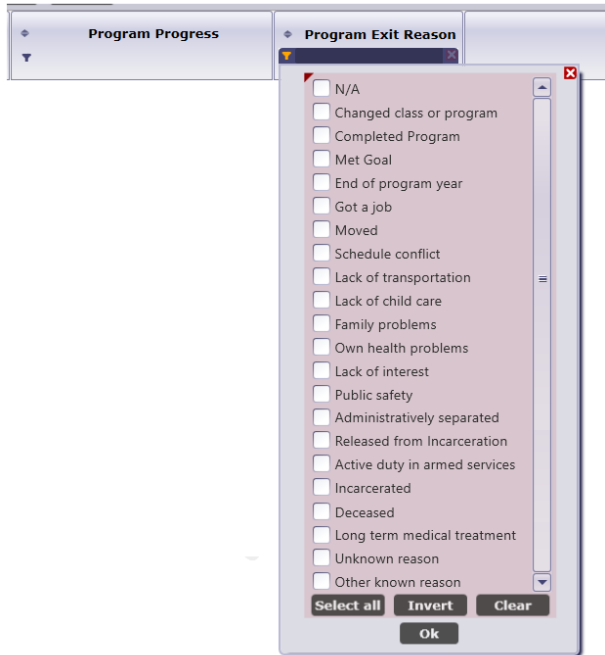 Program Progress
Program Exit Reason
N/A
Changed class or program
Completed Program
Met Goal
End of program year
Got a job
Moved
Schedule conflict
Lack of transportation
Lack of child care
Family problems
Own health problems
Lack of interest
Public safety
Administratively separated
Released from Incarceration
Active duty in armed services
Incarcerated
Deceased
Long term medical treatment
Unknown reason
Other known reason
Select all Invert Clear
Ok